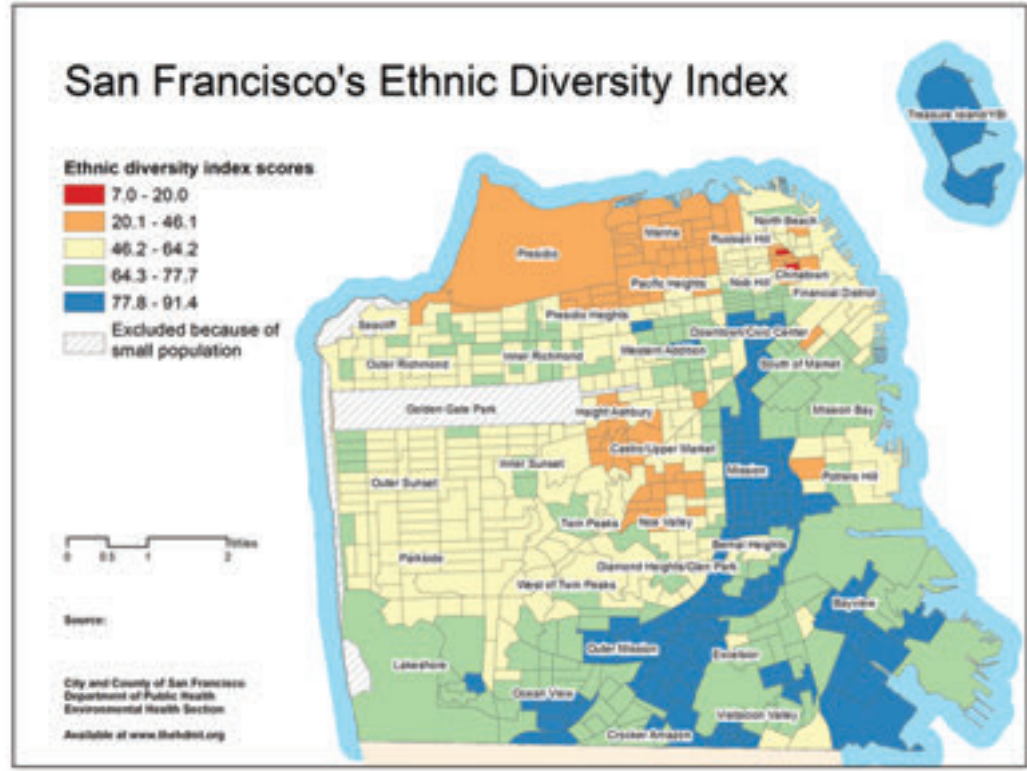 San Francisco's Ethnic Diversity Index
Treasure Island/YBI
Ethnic diversity index scores
7.0 - 20.0
20.1 - 46.1
46.2 - 64.2
64.3 - 77.7
77.8 - 91.4
Excluded because of
small population
North Beach
Marina
Russian Hill
Presidio
Chinatown
Pacific Heights
Nob Hill
Financial District
Presidio Heights
Seacliff
Downtown/Civic Center
Western Addition
Inner Richmond
Outer Richmond
South of Market
Golden Gate Park
Haight Ashbury
Mission Bay
Castro/Upper Market
Inner Sunset
Mission
Potrero Hill
Outer Sunset
Twin Peaks
Noe Valley
Bernal Heights
0 0.5 1 2 Miles
Parkside
Diamond Heights/Glen Park
West of Twin Peaks
Bayview
Source:
Outer Mission
Excelsior
Lakeshore
Ocean View
City and County of San Francisco
Department of Public Health
Environmental Health Section
Visitacion Valley
Crocker Amazon
Available at www.thehdmt.org